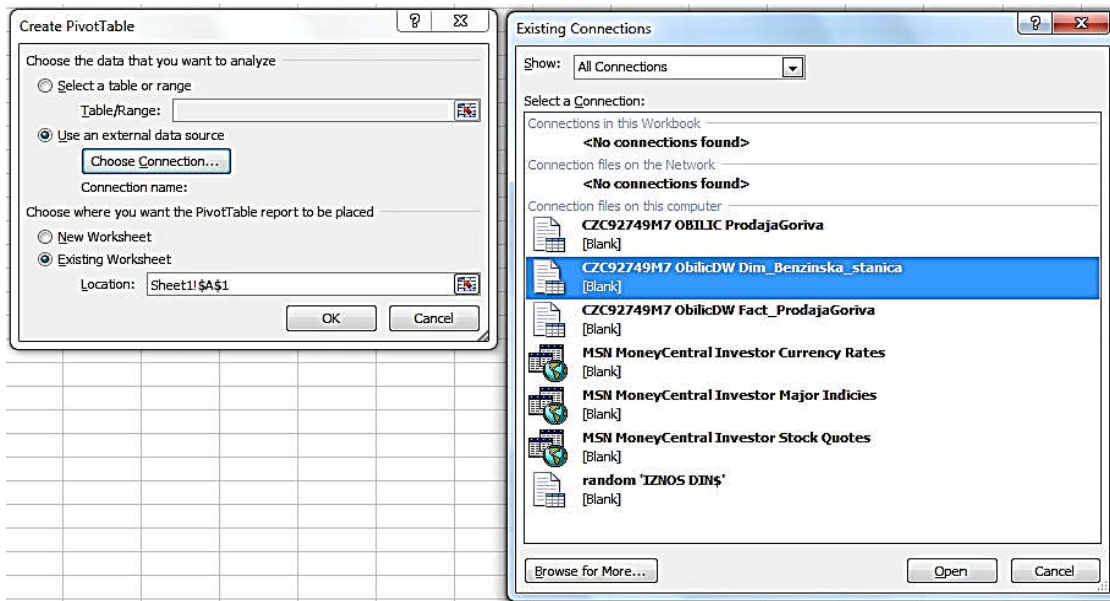 Create PivotTable
Choose the data that you want to analyze
Select a table or range
Table/Range:
Use an external data source
Choose Connection...
Connection name:
Choose where you want the PivotTable report to be placed
New Worksheet
Existing Worksheet
Location: Sheet1!$A$1
OK Cancel
Existing Connections
Show: All Connections
Select a Connection:
Connections in this Workbook
<No connections found>
Connection files on the Network
<No connections found>
Connection files on this computer
CZC92749M7 OBILIC ProdajaGoriva
[Blank]
CZC92749M7 ObilicDW Dim_Benzinska_stanica
[Blank]
CZC92749M7 ObilicDW Fact_ProdajaGoriva
[Blank]
MSN MoneyCentral Investor Currency Rates
[Blank]
MSN MoneyCentral Investor Major Indicies
[Blank]
MSN MoneyCentral Investor Stock Quotes
[Blank]
random 'IZNOS DIN$'
[Blank]
Browse for More... Open Cancel